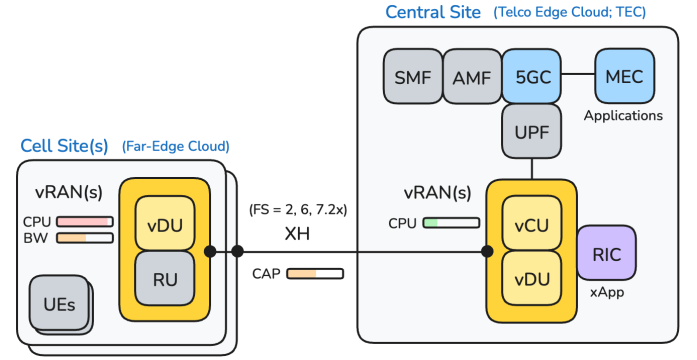 Central Site (Telco Edge Cloud; TEC)
SMF AMF 5GC MEC
Applications
UPF
Cell Site(s) (Far-Edge Cloud)
vRAN(s)
CPU
BW
vDU
RU
UEs
(FS = 2, 6, 7.2x)
XH
CAP
vRAN(s)
CPU
vCU
vDU
RIC
xApp